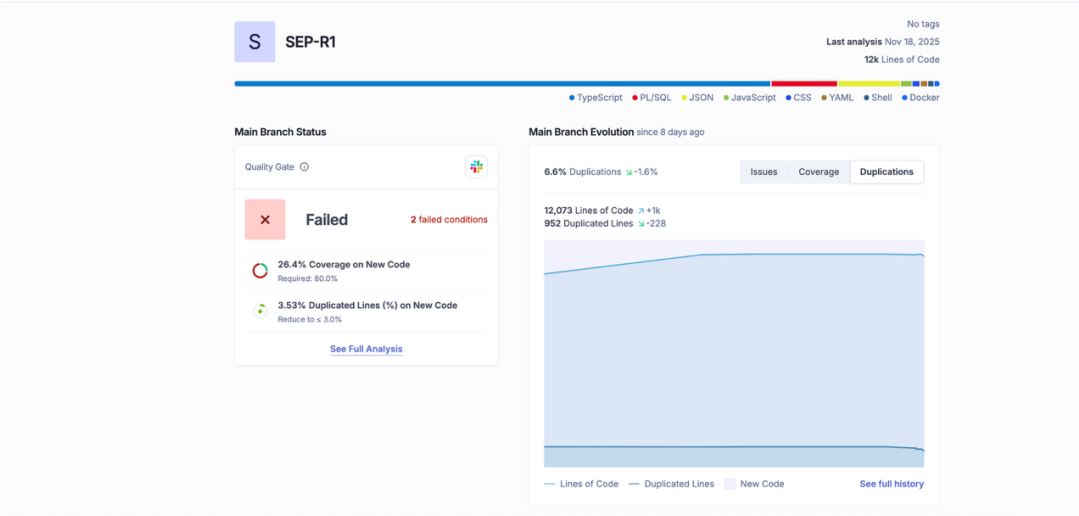 S SEP-R1
No tags
Last analysis Nov 18, 2025
12k Lines of Code
TypeScript PL/SQL JSON JavaScript CSS YAML Shell Docker
Main Branch Status
Quality Gate
Failed 2 failed conditions
26.4% Coverage on New Code
Required: 80.0%
3.53% Duplicated Lines (%) on New Code
Reduce to ≤ 3.0%
See Full Analysis
Main Branch Evolution since 8 days ago
6.6% Duplications -1.6% Issues Coverage Duplications
12,073 Lines of Code +1k
952 Duplicated Lines -228
Lines of Code Duplicated Lines New Code See full history